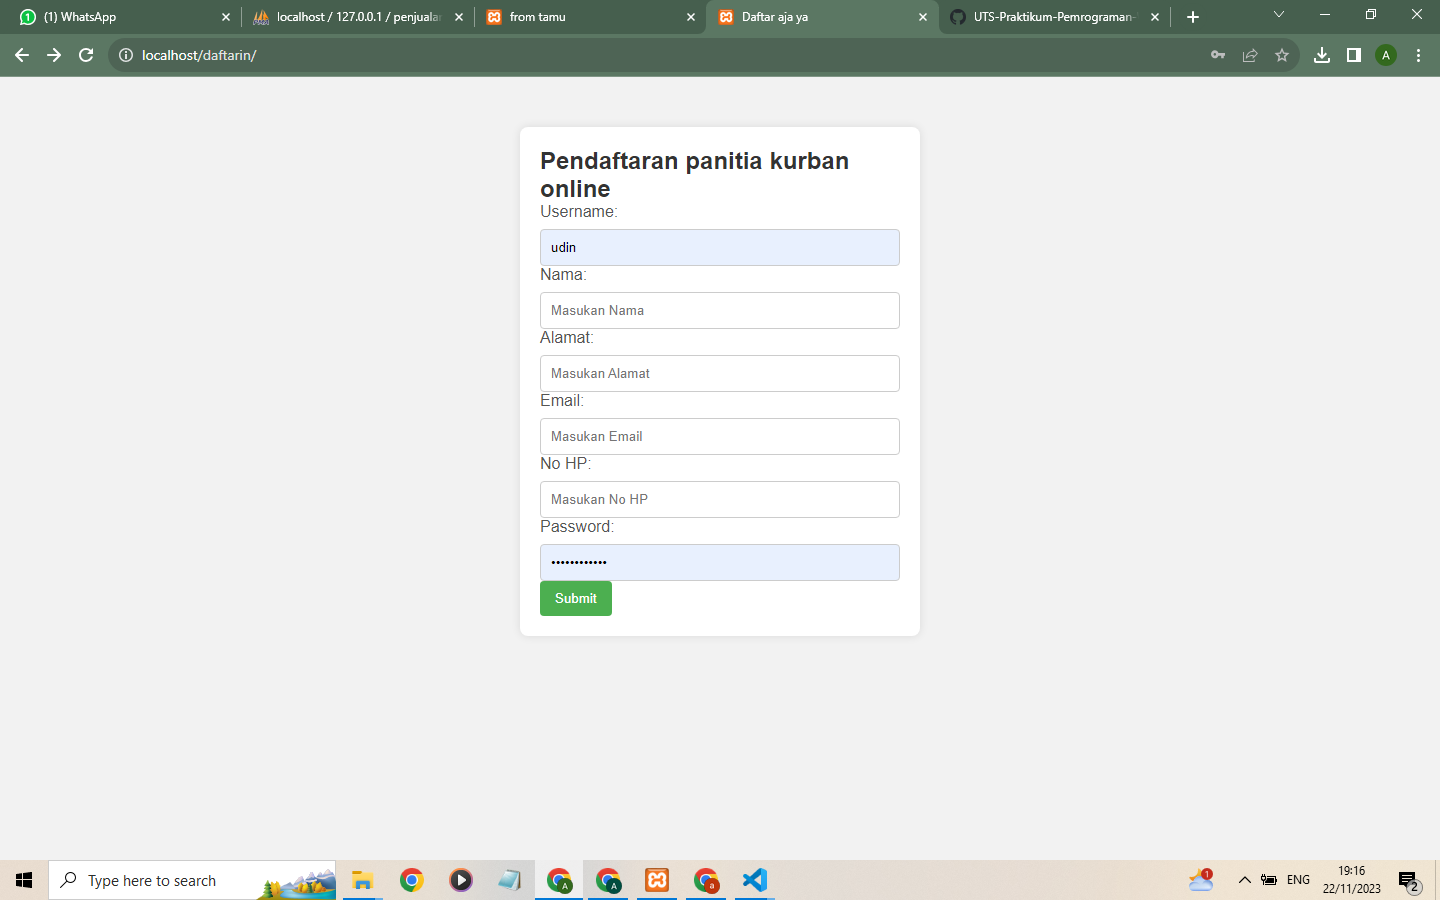 (1) WhatsApp
localhost / 127.0.0.1 / penjualan
from tamu
Daftar aja ya
UTS-Praktikum-Pemrograman-
localhost/daftarin/
A
Pendaftaran panitia kurban
online
Username:
udin
Nama:
Masukan Nama
Alamat:
Masukan Alamat
Email:
Masukan Email
No HP:
Masukan No HP
Password:
••••••••••••
Submit
Type here to search
A
A
a
1
ENG
19:16
22/11/2023
2